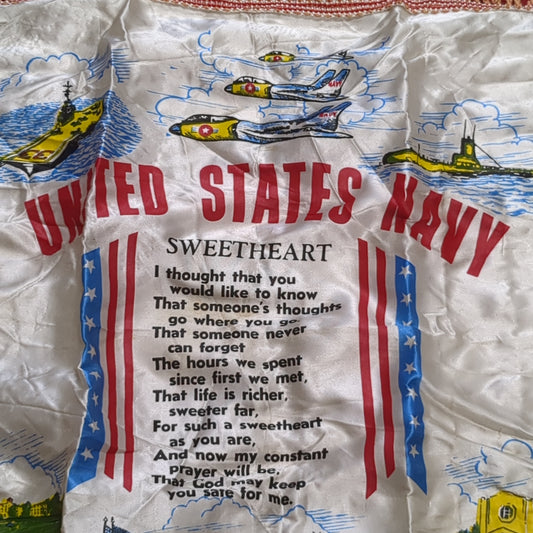 NAVY
NAVY
UNITED STATES NAVY
SWEETHEART
I thought that you
would like to know
That someone's thoughts
go where you go.
That someone never
can forget
The hours we spent
since first we met,
That life is richer,
sweeter far,
For such a sweetheart
as you are,
And now my constant
prayer will be,
That God may keep
you safe for me.